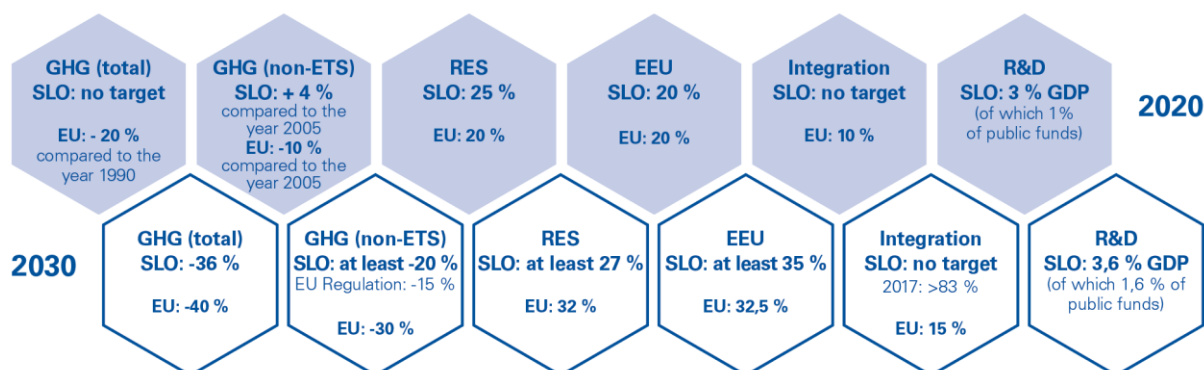 GHG (total)
SLO: no target
EU: - 20 %
compared to the
year 1990
GHG (non-ETS)
SLO: + 4 %
compared to the
year 2005
EU: -10 %
compared to the
year 2005
RES
SLO: 25 %
EU: 20 %
EEU
SLO: 20 %
EU: 20 %
Integration
SLO: no target
EU: 10 %
R&D
SLO: 3 % GDP
(of which 1%
of public funds)
2020
2030
GHG (total)
SLO: -36 %
EU: -40 %
GHG (non-ETS)
SLO: at least -20 %
EU Regulation: -15 %
EU: -30 %
RES
SLO: at least 27 %
EU: 32 %
EEU
SLO: at least 35 %
EU: 32,5 %
Integration
SLO: no target
2017: >83 %
EU: 15 %
R&D
SLO: 3,6 % GDP
(of which 1,6 % of
public funds)